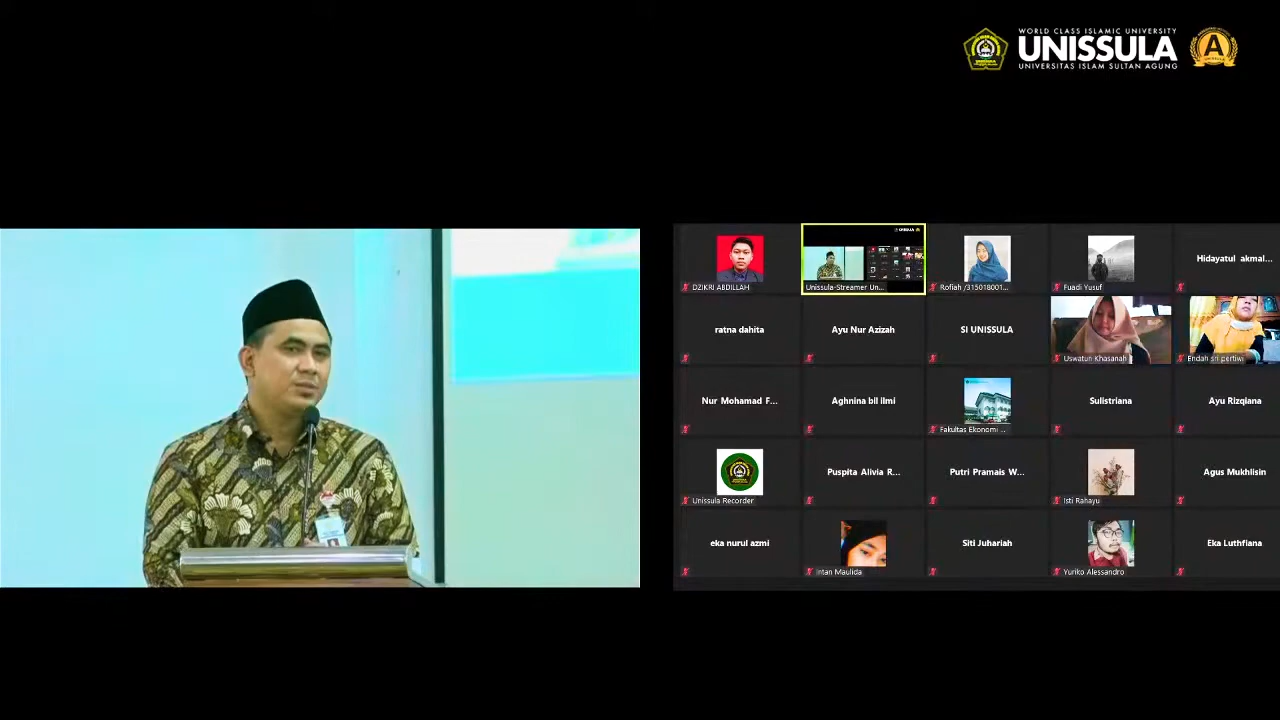 WORLD CLASS ISLAMIC UNIVERSITY
UNISSULA
UNIVERSITAS ISLAM SULTAN AGUNG
A
UNISSULA
DZIKRI ABDILLAH
Unissula-Streamer Un...
Rofiah /315018001...
Fuadi Yusuf
Hidayatul akmal...
ratna dahita
Ayu Nur Azizah
SI UNISSULA
Uswatun Khasanah
Endah sri pertiwi
Nur Mohamad F...
Aghnina bil ilmi
Fakultas Ekonomi ...
Sulistriana
Ayu Rizqiana
Unissula Recorder
Puspita Alivia R...
Putri Pramais W...
Isti Rahayu
Agus Mukhlisin
eka nurul azmi
Intan Maulida
Siti Juhariah
Yuriko Alessandro
Eka Luthfiana